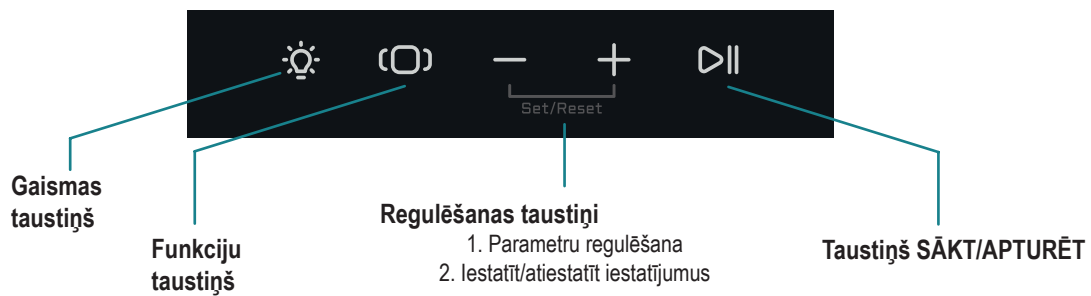 Set/Reset
Gaismas
taustiņš
Funkciju
taustiņš
Regulēšanas taustiņi
1. Parametru regulēšana
2. Iestatīt/atiestatīt iestatījumus
Taustiņš SĀKT/APTURĒT